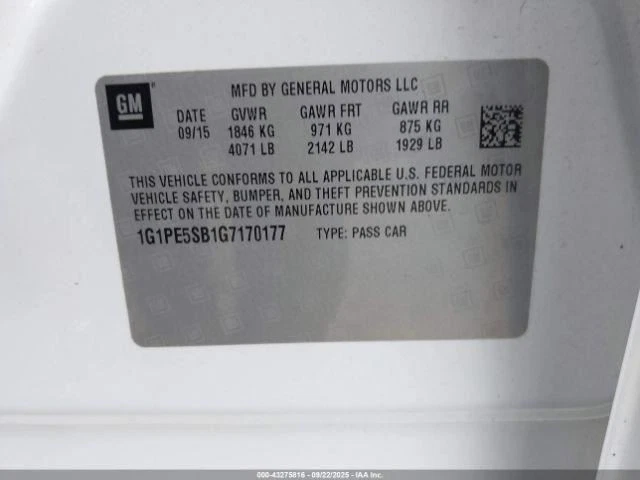 GM
MFD BY GENERAL MOTORS LLC
DATE GVWR GAWR FRT GAWR RR
09/15 1846 KG 971 KG 875 KG
4071 LB 2142 LB 1929 LB
THIS VEHICLE CONFORMS TO ALL APPLICABLE U.S. FEDERAL MOTOR
VEHICLE SAFETY, BUMPER, AND THEFT PREVENTION STANDARDS IN
EFFECT ON THE DATE OF MANUFACTURE SHOWN ABOVE.
1G1PE5SB1G7170177 TYPE: PASS CAR
000-43275816 - 09/22/2025 - IAA Inc.